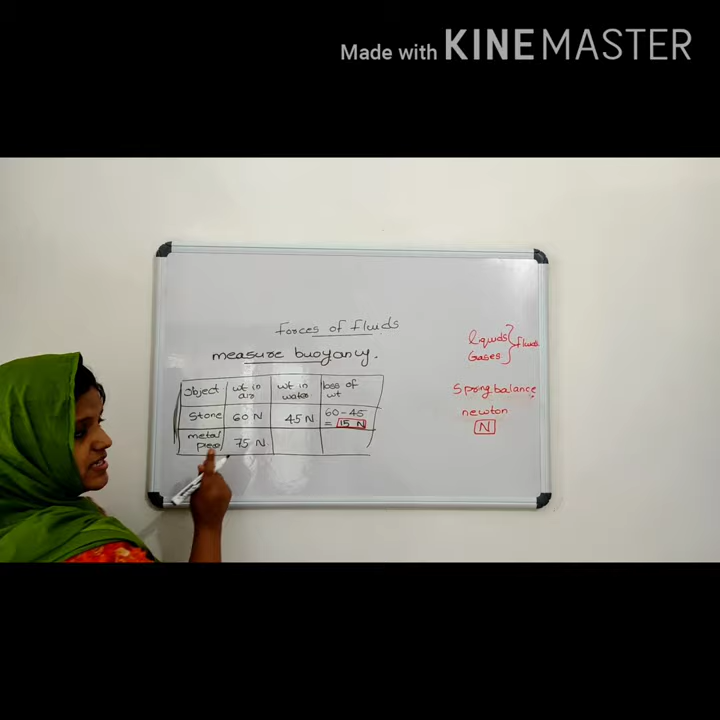 Made with KINEMASTER
Forces of fluids
measure buoyancy.
Object wt in air wt in water loss of wt
Stone 60 N 45 N 60-45 = 15 N
metal 75 N
liquids
Gases
fluids
Spring balance
newton
N